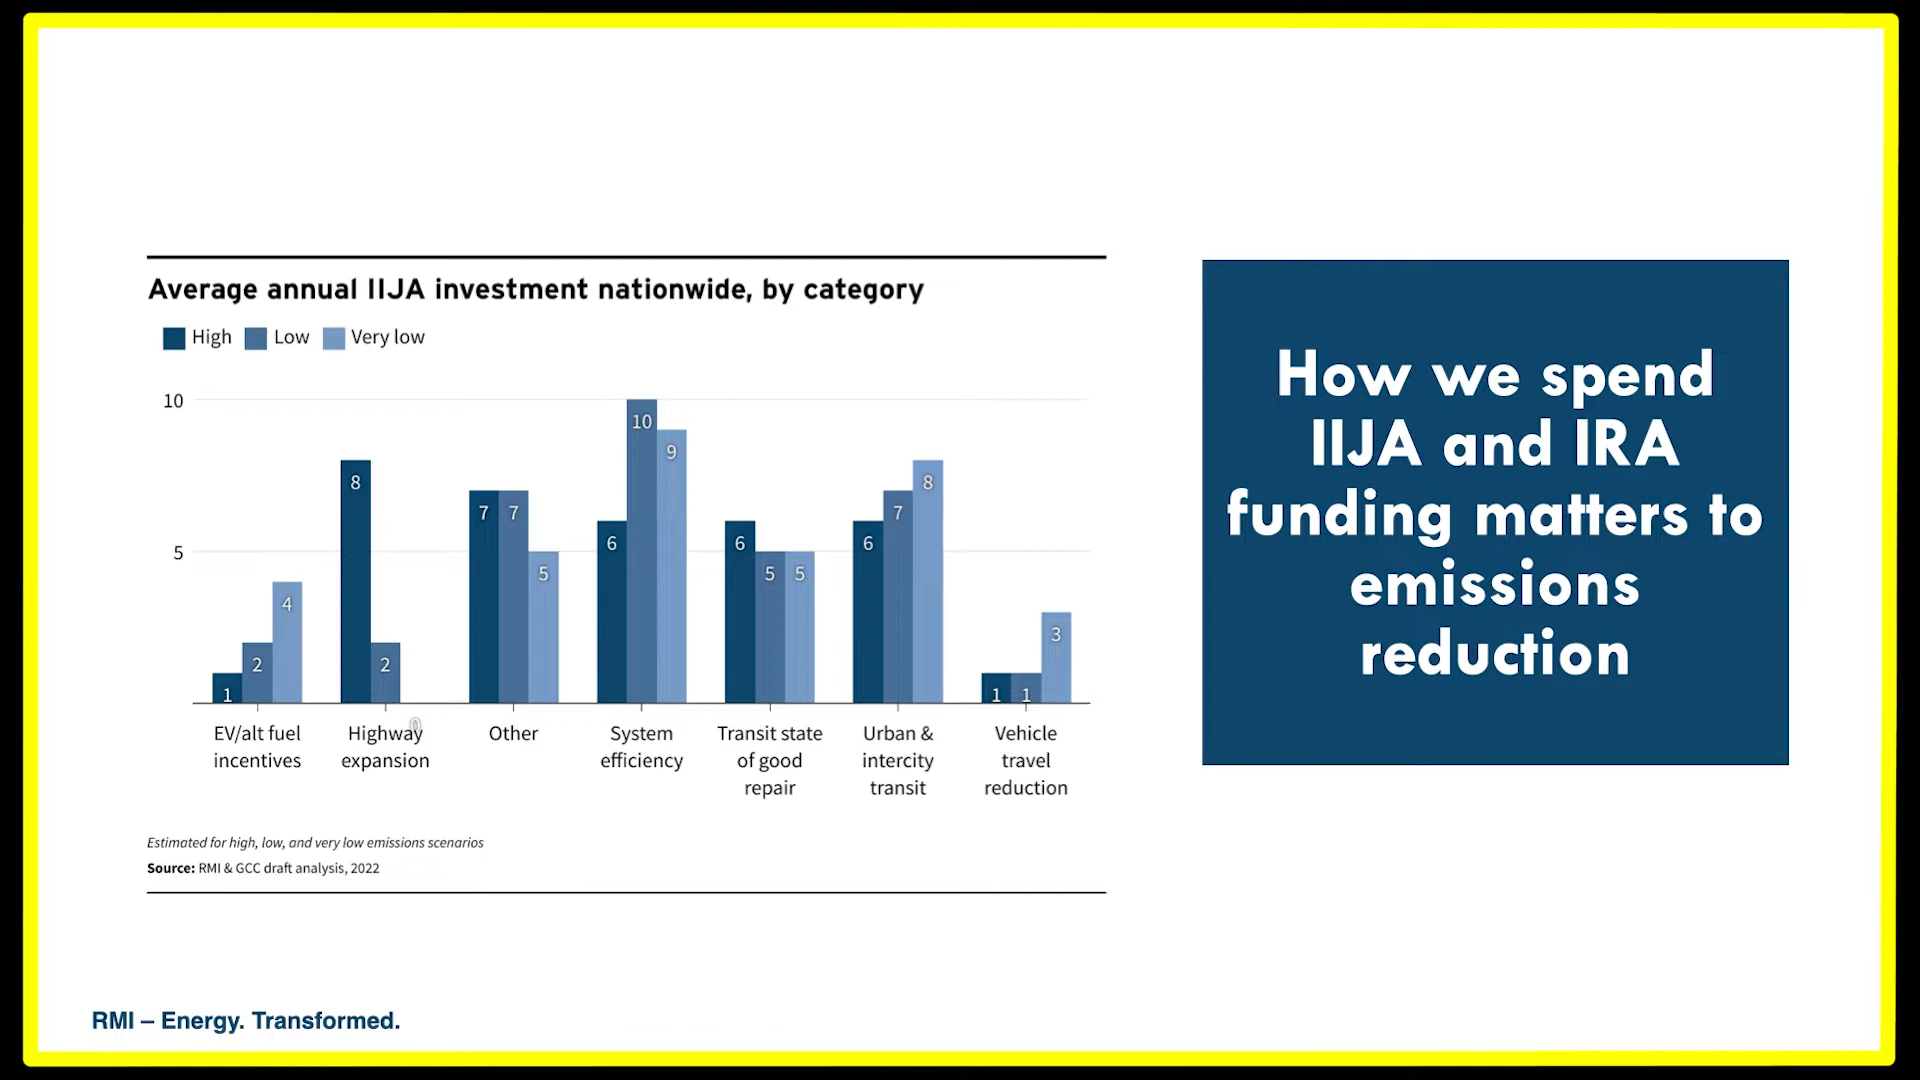 Average annual IIJA investment nationwide, by category
High Low Very low
10
5
1 2 4
8 2 0
7 7 5
6 10 9
6 5 5
6 7 8
1 1 3
EV/alt fuel
incentives
Highway
expansion
Other
System
efficiency
Transit state
of good
repair
Urban &
intercity
transit
Vehicle
travel
reduction
Estimated for high, low, and very low emissions scenarios
Source: RMI & GCC draft analysis, 2022
How we spend
IIJA and IRA
funding matters to
emissions
reduction
RMI – Energy. Transformed.